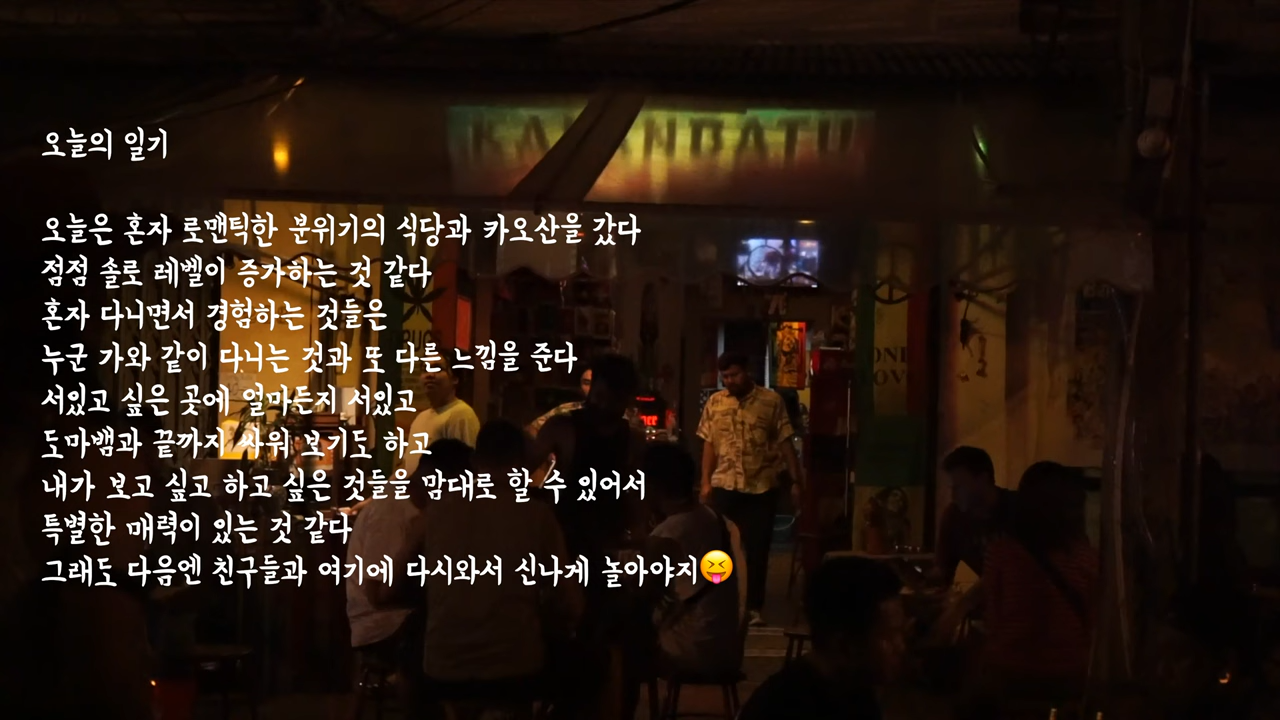 오늘의 일기
오늘은 혼자 로맨틱한 분위기의 식당과 카오산을 갔다
점점 솔로 레벨이 증가하는 것 같다
혼자 다니면서 경험하는 것들은
누군 가와 같이 다니는 것과 또 다른 느낌을 준다
서있고 싶은 곳에 얼마든지 서있고
도마뱀과 끝까지 싸워 보기도 하고
내가 보고 싶고 하고 싶은 것들을 맘대로 할 수 있어서
특별한 매력이 있는 것 같다
그래도 다음엔 친구들과 여기에 다시와서 신나게 놀아야지😝